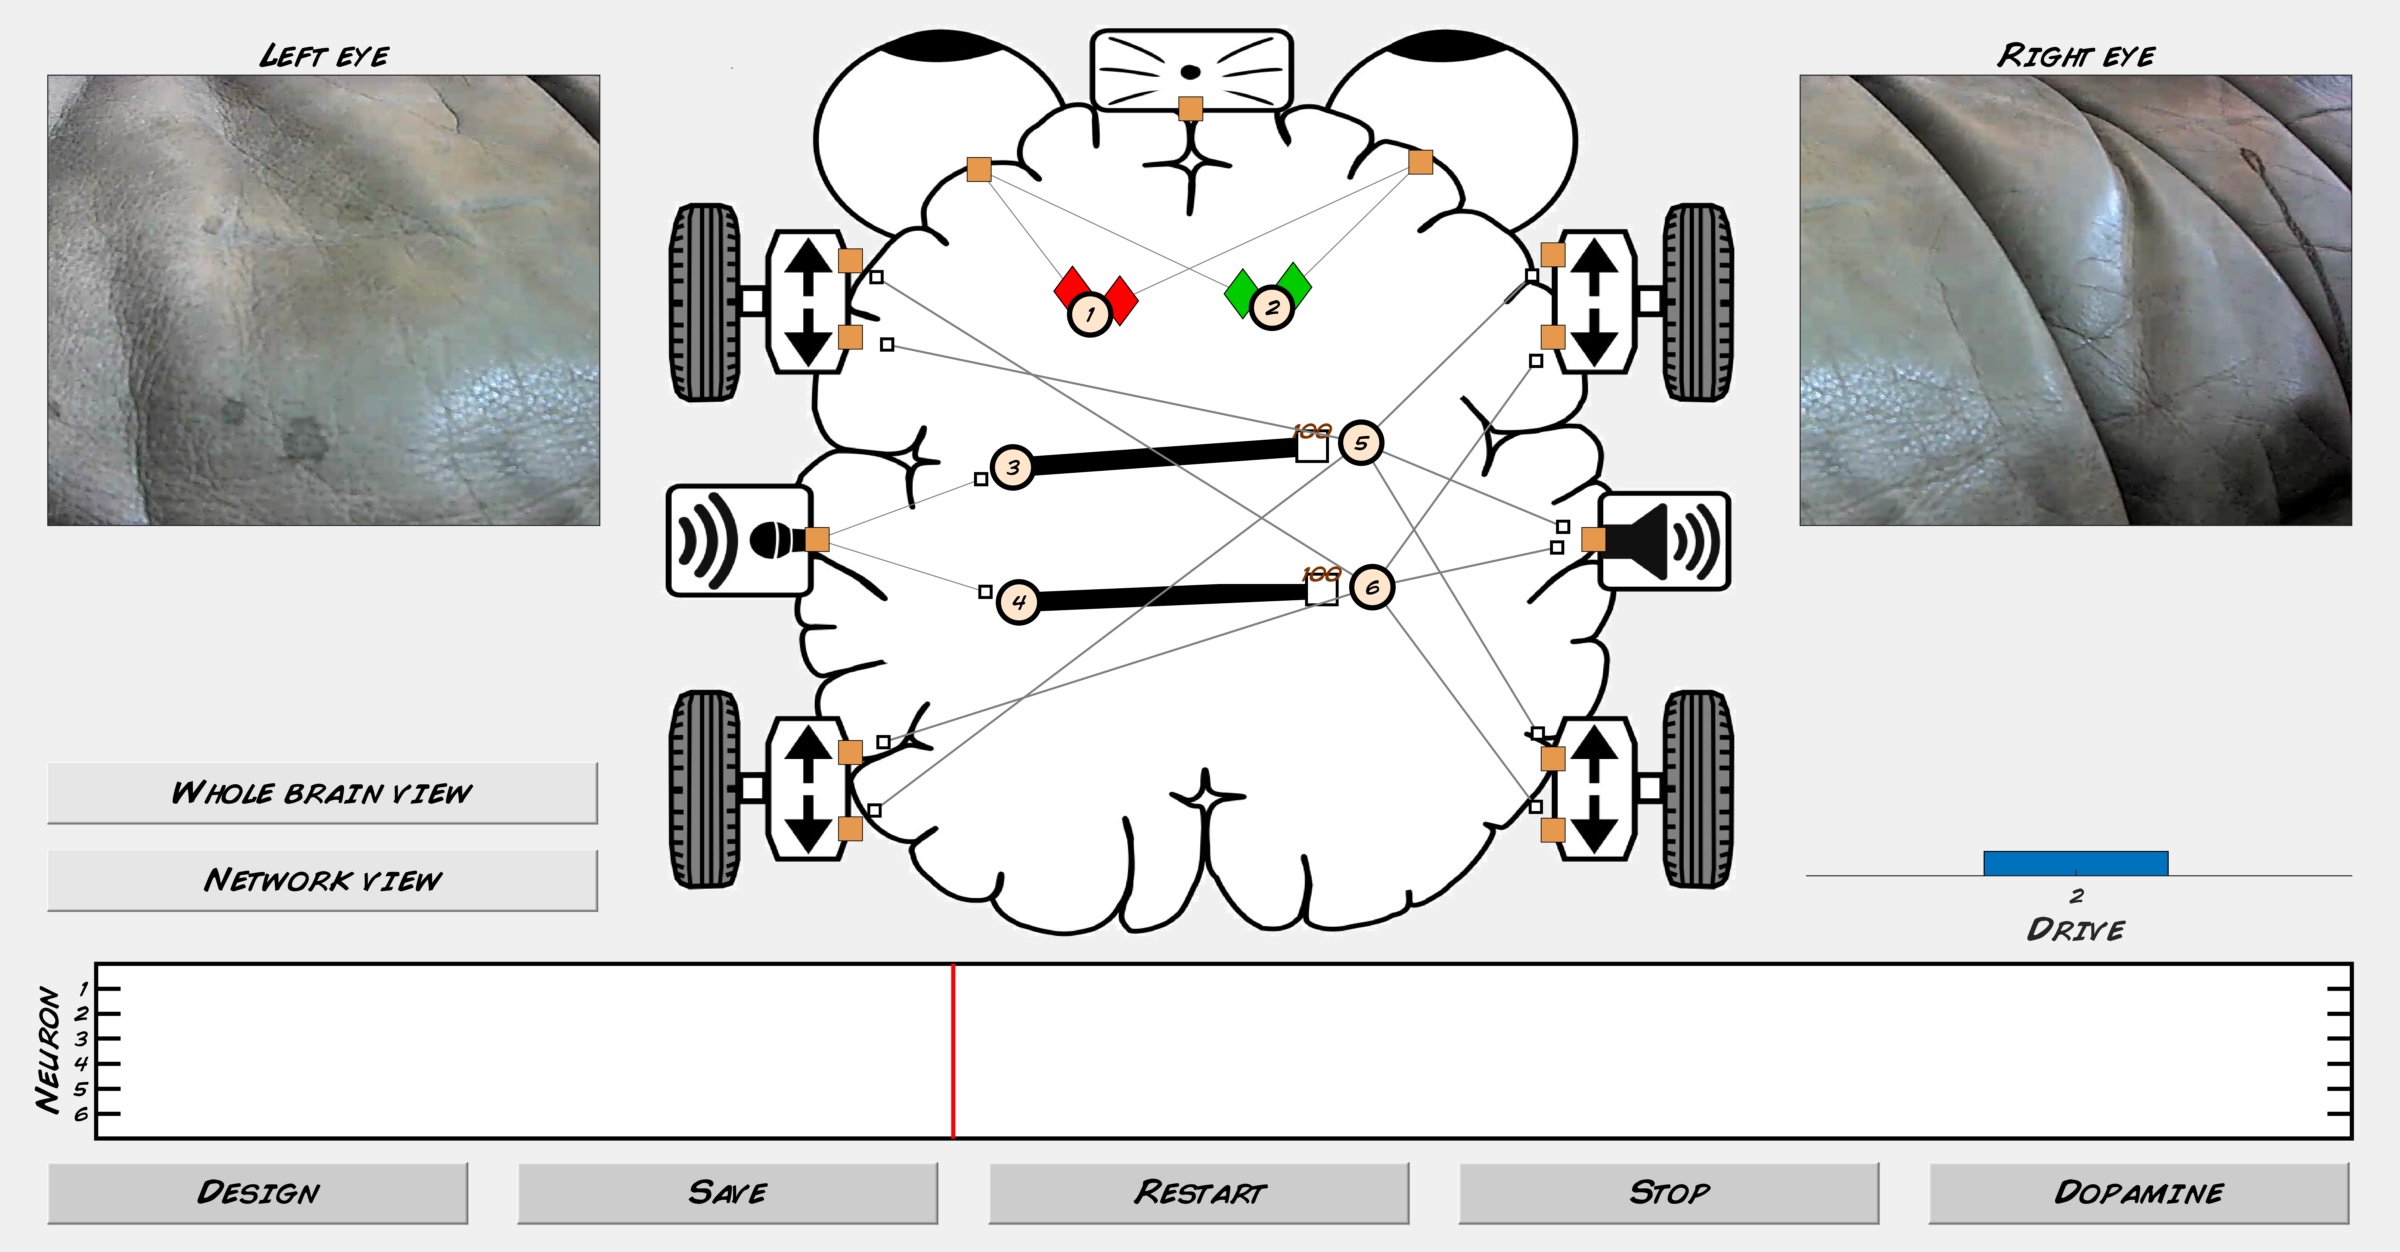 LEFT EYE
RIGHT EYE
1
2
100
5
3
100
6
4
WHOLE BRAIN VIEW
NETWORK VIEW
2
DRIVE
NEURON
1
2
3
4
5
6
DESIGN
SAVE
RESTART
STOP
DOPAMINE